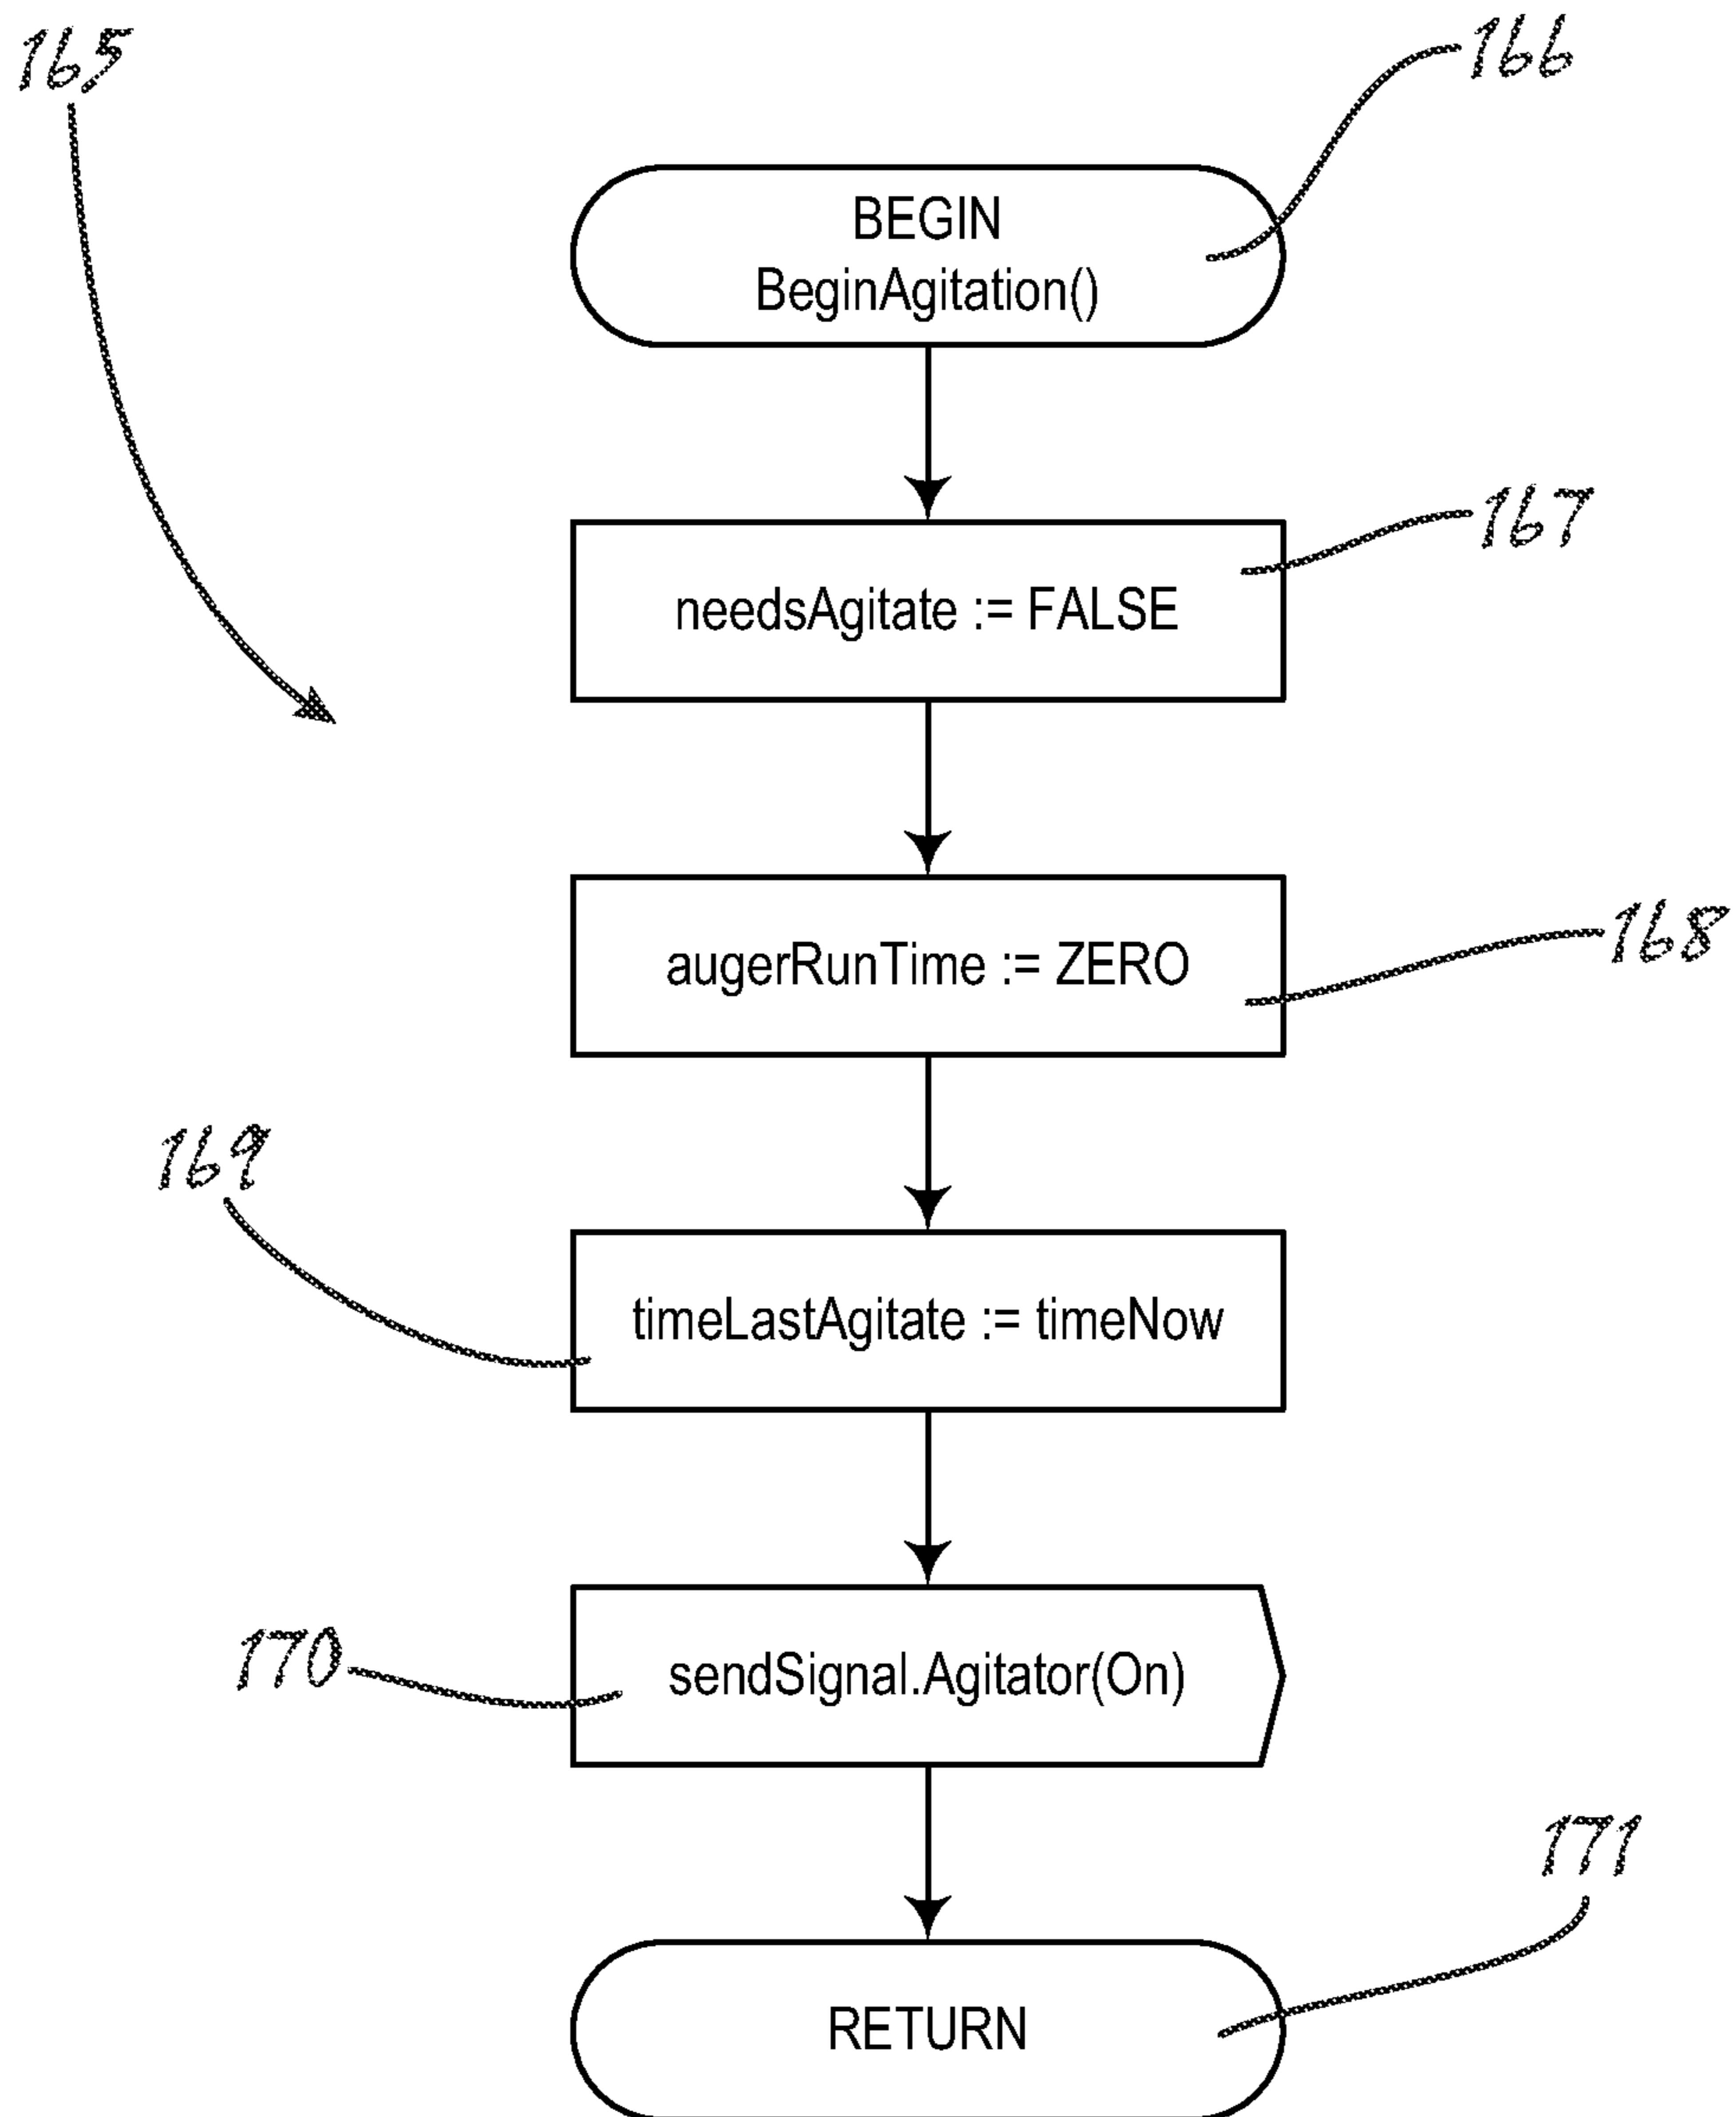 165
166
BEGIN
BeginAgitation()
167
needsAgitate := FALSE
168
augerRunTime := ZERO
169
timeLastAgitate := timeNow
170
sendSignal.Agitator(On)
171
RETURN